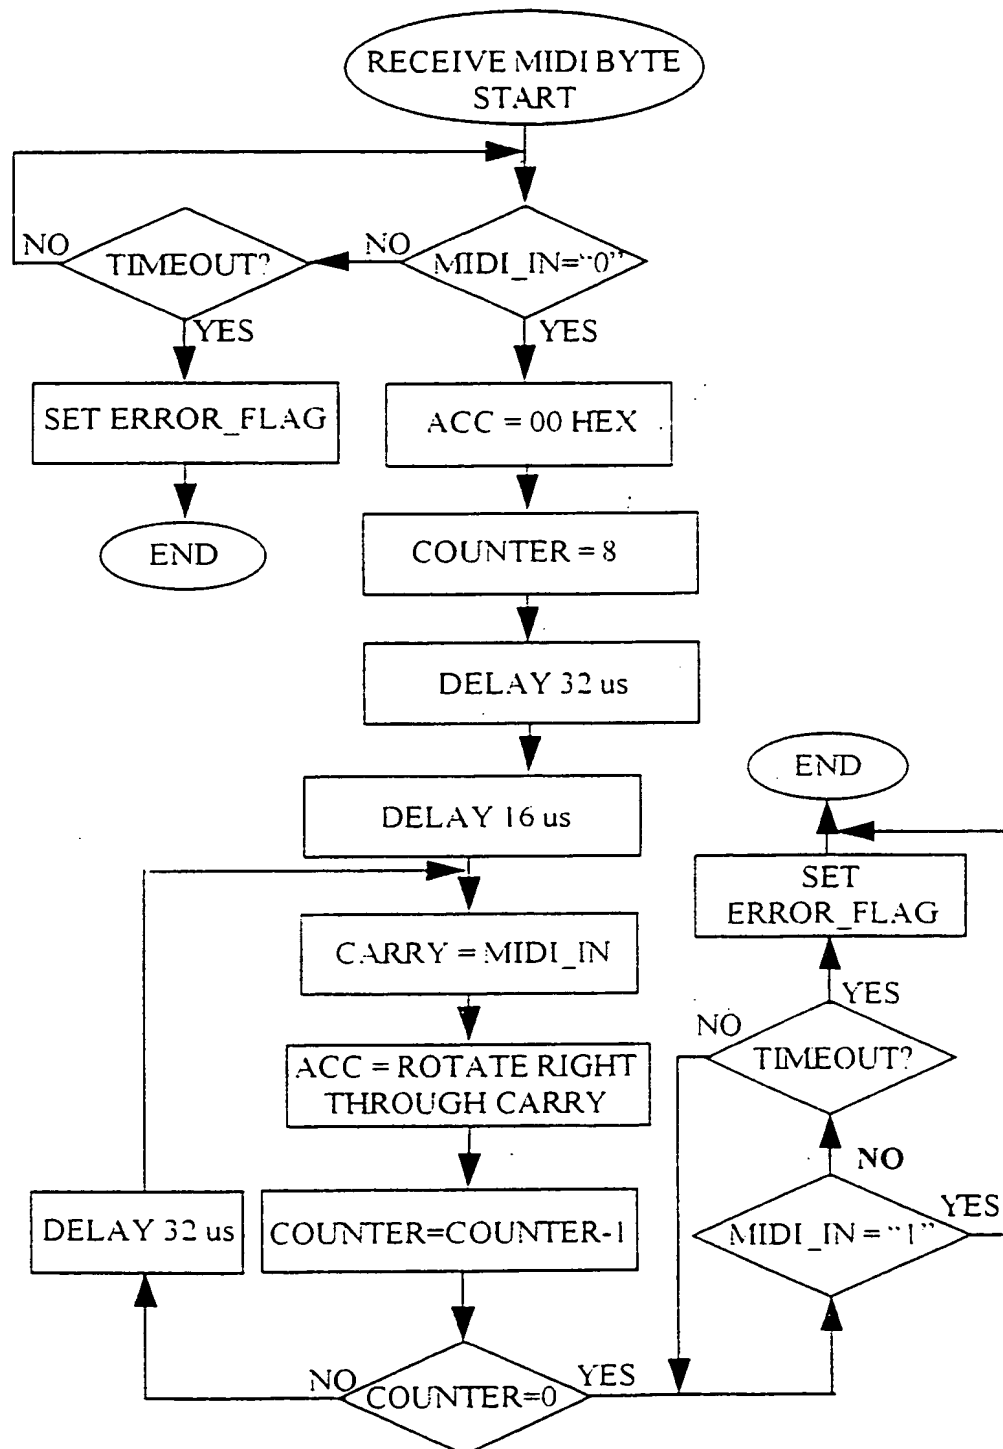 RECEIVE MIDI BYTE
START
NO
TIMEOUT?
NO
MIDI_IN="0"
YES
YES
SET ERROR_FLAG
ACC = 00 HEX
END
COUNTER = 8
DELAY 32 us
DELAY 16 us
END
SET
ERROR_FLAG
CARRY = MIDI_IN
YES
NO
TIMEOUT?
ACC = ROTATE RIGHT
THROUGH CARRY
NO
YES
DELAY 32 us
COUNTER=COUNTER-1
MIDI_IN = "1"
NO
COUNTER=0
YES